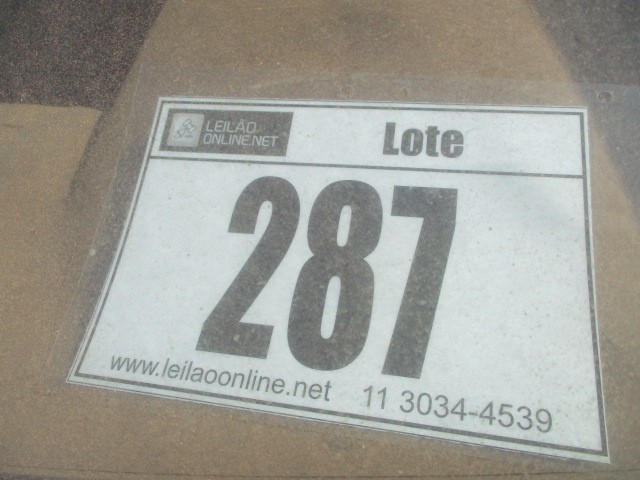 LEILÃO
ONLINE.NET
Lote
287
www.leilaoonline.net 11 3034-4539